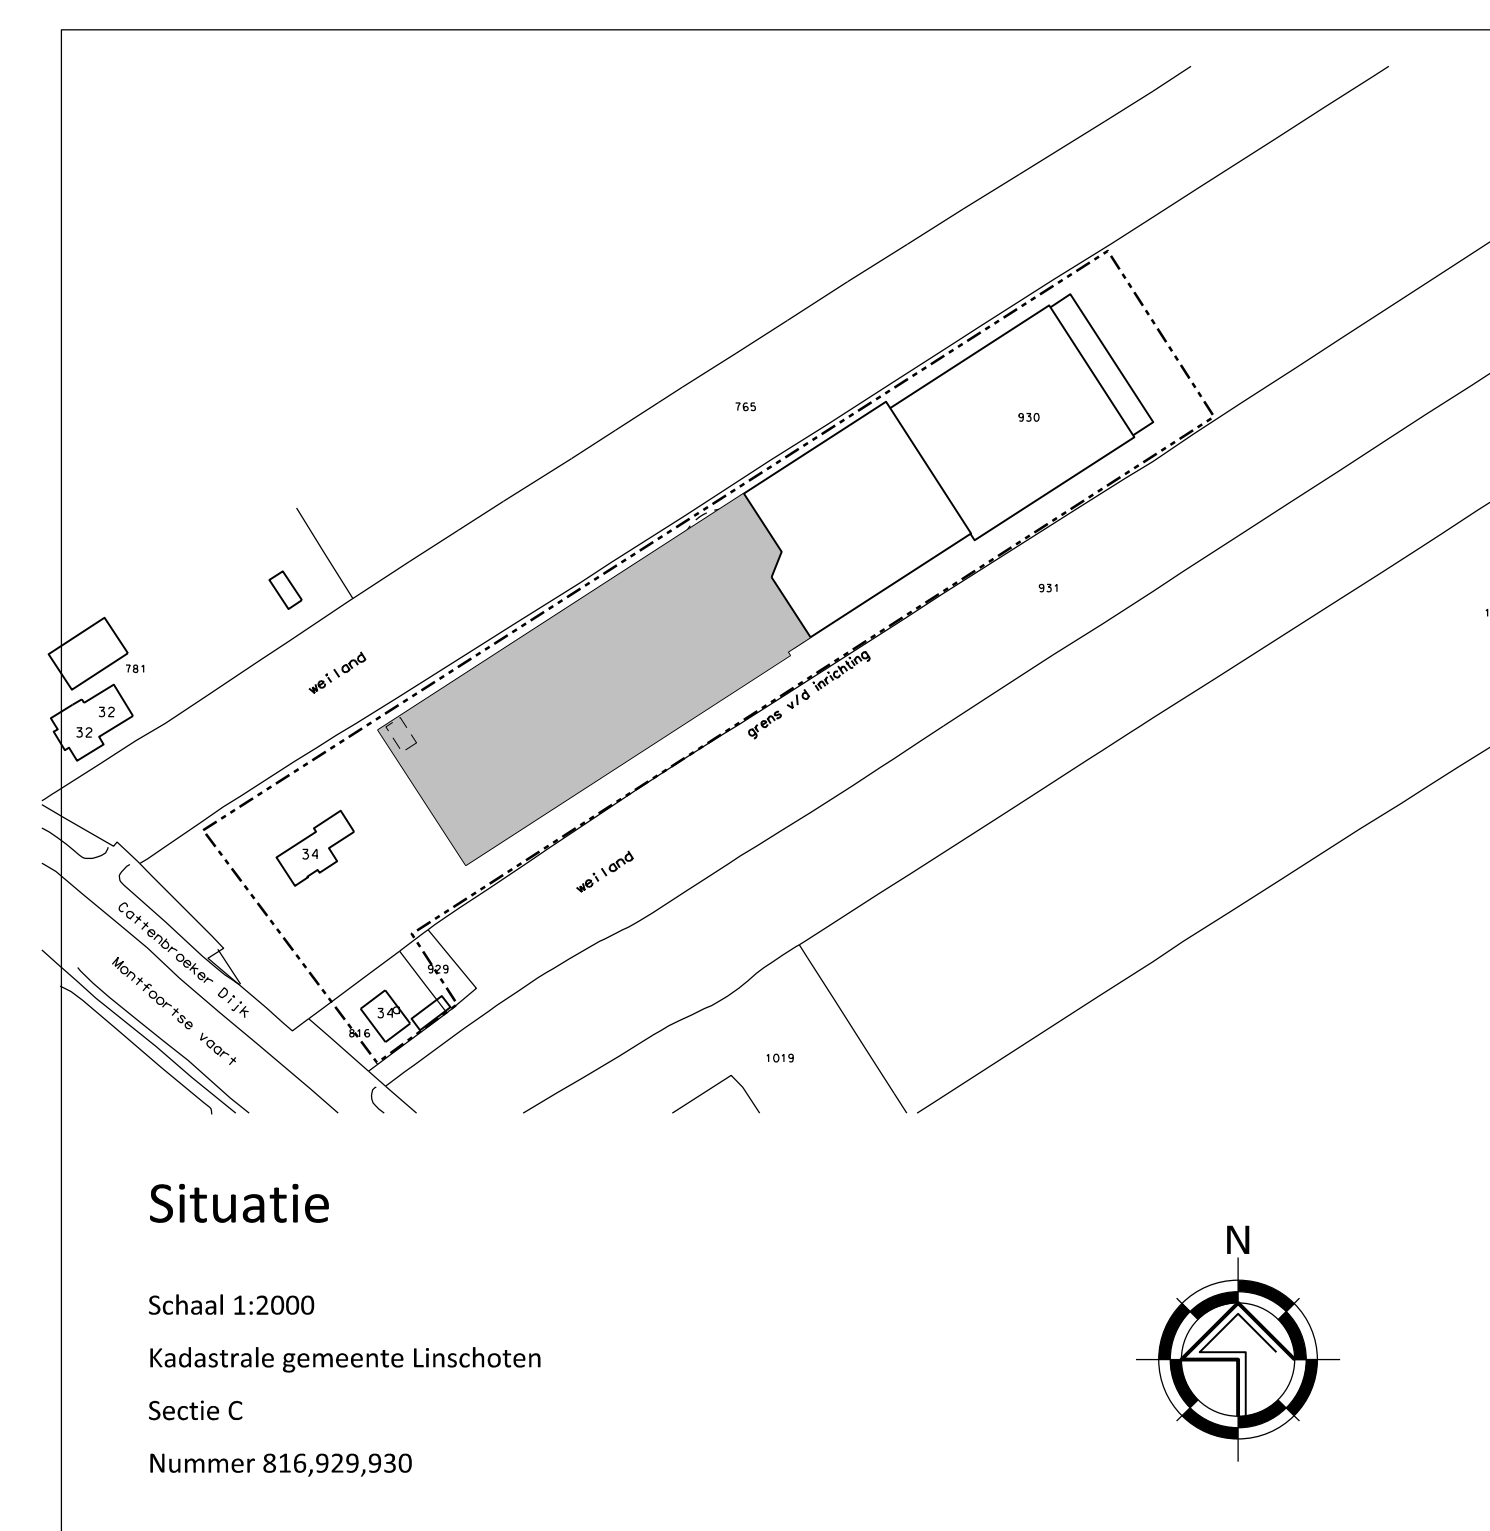 765
930
931
weiland
781
32
32
grens v/d inrichting
34
weiland
Cattenbroeker Dijk
929
Montfoortse vaart
34a
816
1019
Situatie
N
Schaal 1:2000
Kadastrale gemeente Linschoten
Sectie C
Nummer 816,929,930